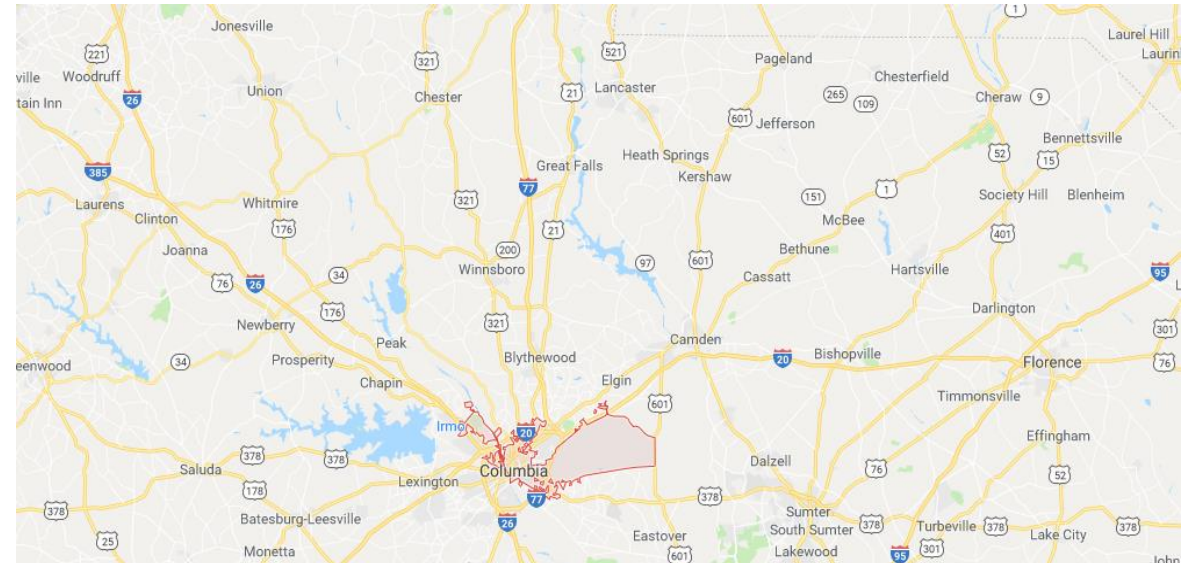 1
Jonesville
Laurel Hill
221
321
521
Laurin
ville
Woodruff
Pageland
Chesterfield
Union
Chester
21
Lancaster
265
109
Cheraw
9
tain Inn
26
601
Jefferson
Bennettsville
385
Great Falls
Heath Springs
52
15
77
Kershaw
1
Laurens
Whitmire
321
151
Society Hill
Blenheim
Clinton
176
21
McBee
401
Joanna
200
Bethune
34
Winnsboro
97
601
Cassatt
Hartsville
95
76
26
L
176
321
Darlington
Newberry
Camden
301
Peak
34
Prosperity
Blythewood
20
Bishopville
Florence
76
eenwood
Chapin
Elgin
601
Timmonsville
Irmo
20
Effingham
378
378
Columbia
Dalzell
76
52
Saluda
Lexington
178
77
378
378
Batesburg-Leesville
26
Sumter
378
Turbeville
378
378
25
Eastover
South Sumter
Lake City
Monetta
601
Lakewood
95
301
John